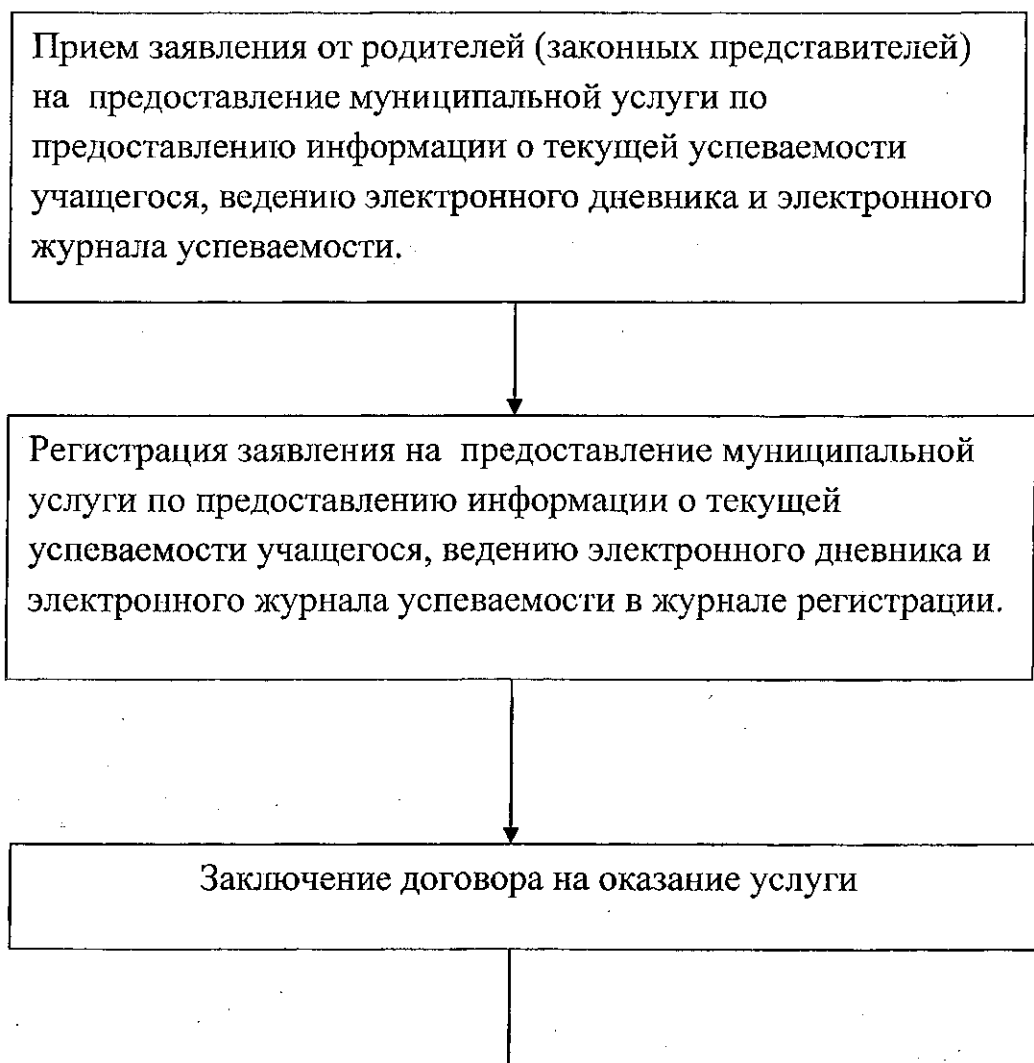 Прием заявления от родителей (законных представителей)
на предоставление муниципальной услуги по
предоставлению информации о текущей успеваемости
учащегося, ведению электронного дневника и электронного
журнала успеваемости.
Регистрация заявления на предоставление муниципальной
услуги по предоставлению информации о текущей
успеваемости учащегося, ведению электронного дневника и
электронного журнала успеваемости в журнале регистрации.
Заключение договора на оказание услуги